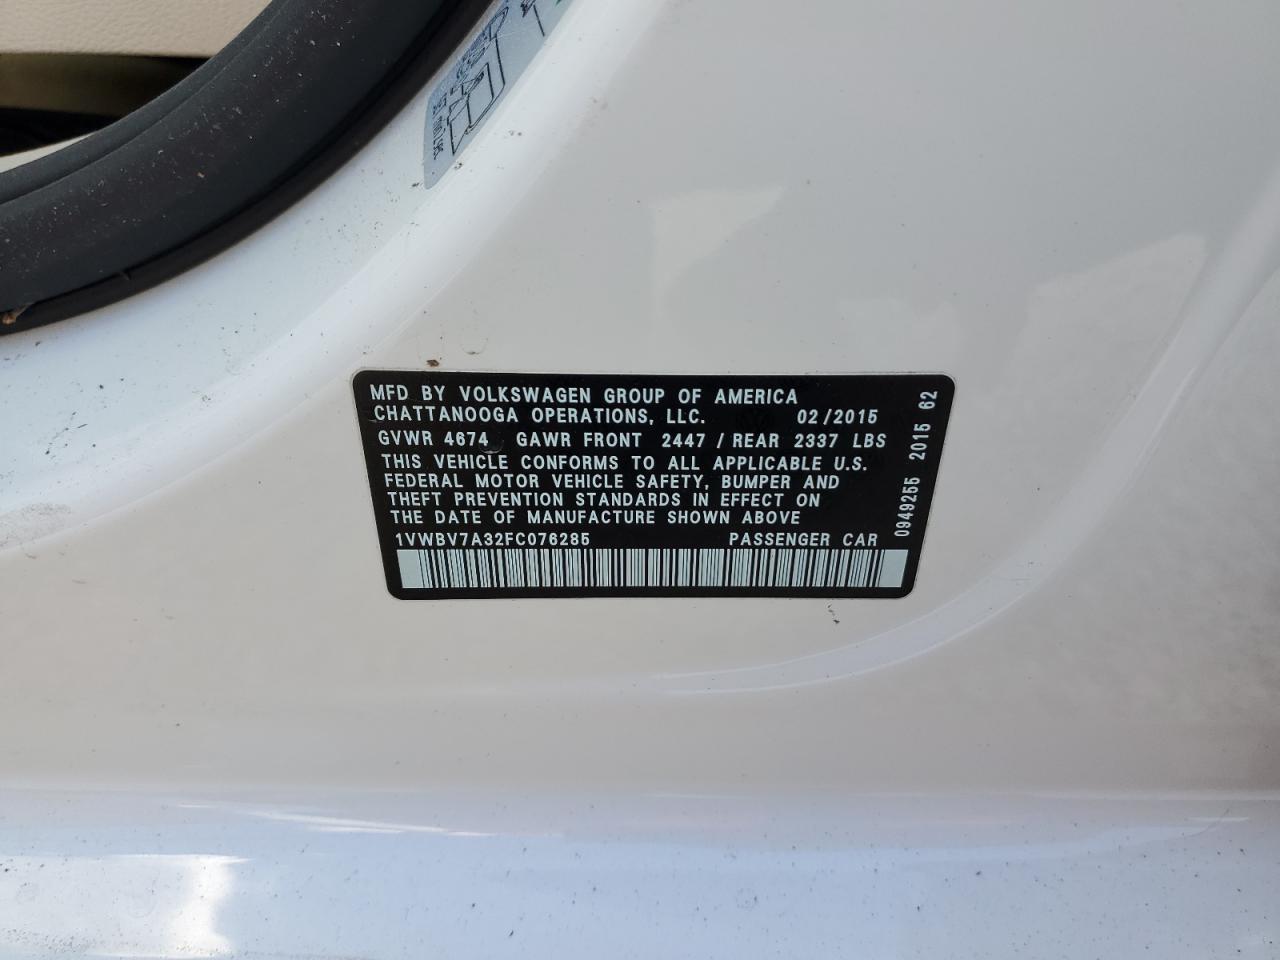 MFD BY VOLKSWAGEN GROUP OF AMERICA
CHATTANOOGA OPERATIONS, LLC. 02/2015
GVWR 4674 GAWR FRONT 2447 / REAR 2337 LBS
THIS VEHICLE CONFORMS TO ALL APPLICABLE U.S.
FEDERAL MOTOR VEHICLE SAFETY, BUMPER AND
THEFT PREVENTION STANDARDS IN EFFECT ON
THE DATE OF MANUFACTURE SHOWN ABOVE
1VWBV7A32FC076285 PASSENGER CAR
0949255 2015 62